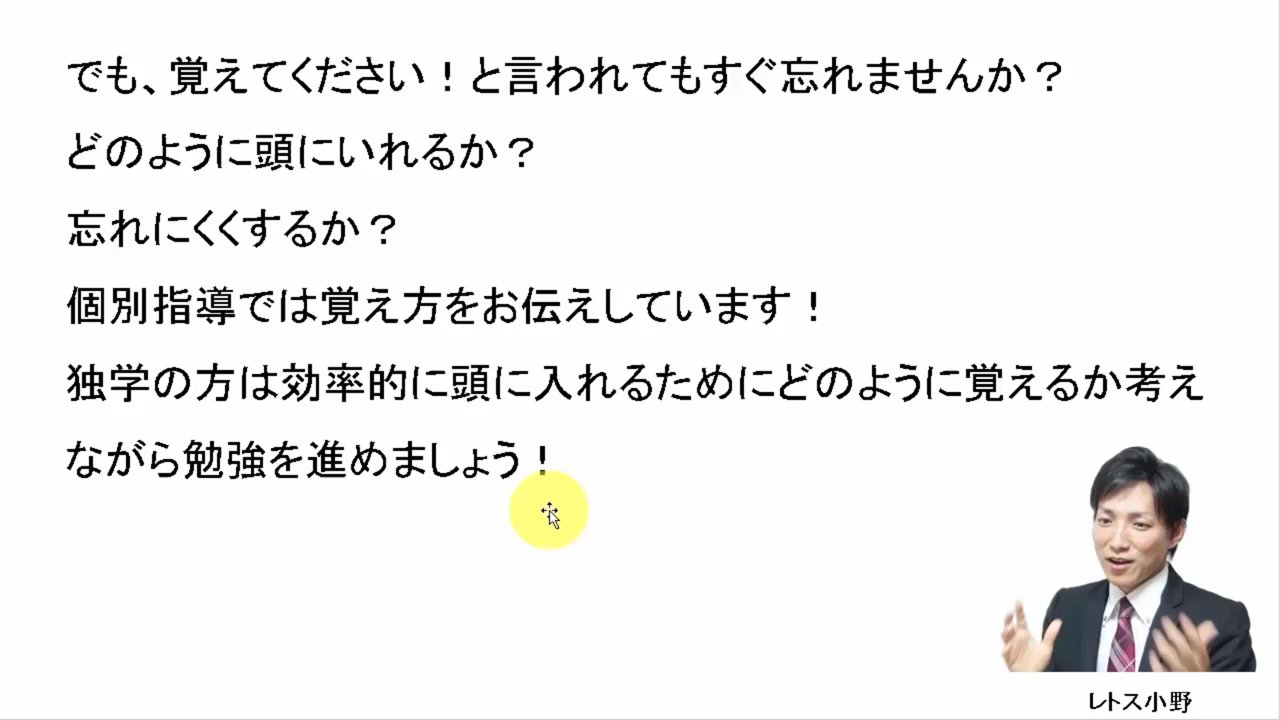 でも、覚えてください！と言われてもすぐ忘れませんか？
どのように頭にいれるか？
忘れにくくするか？
個別指導では覚え方をお伝えしています！
独学の方は効率的に頭に入れるためにどのように覚えるか考え
ながら勉強を進めましょう！
レトス小野